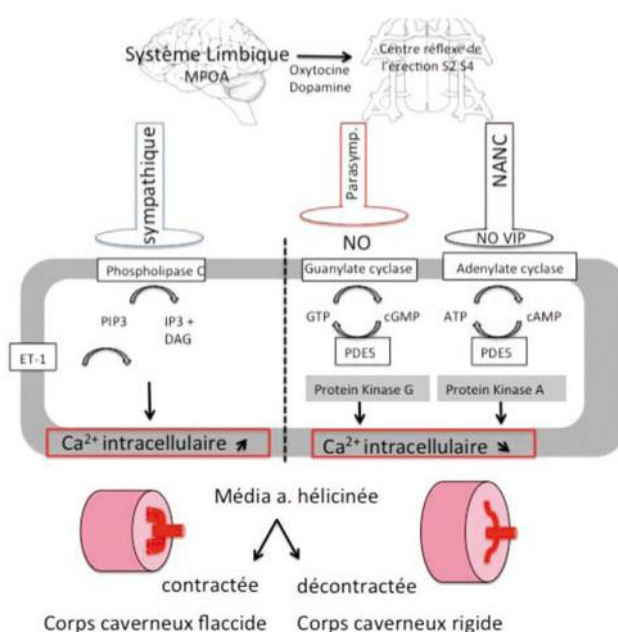 Système Limbique
MPOA
Oxytocine
Dopamine
Centre réflexe de
l'érection S2 S4
sympathique
Parasymp.
NANC
NO
NO VIP
Phospholipase C
Guanylate cyclase
Adenylate cyclase
PIP3
IP3 +
DAG
GTP
cGMP
ATP
cAMP
ET-1
PDE5
PDE5
Protein Kinase G
Protein Kinase A
Ca²⁺ intracellulaire ↗
Ca²⁺ intracellulaire ↘
Média a. hélicinée
contractée
décontractée
Corps caverneux flaccide
Corps caverneux rigide